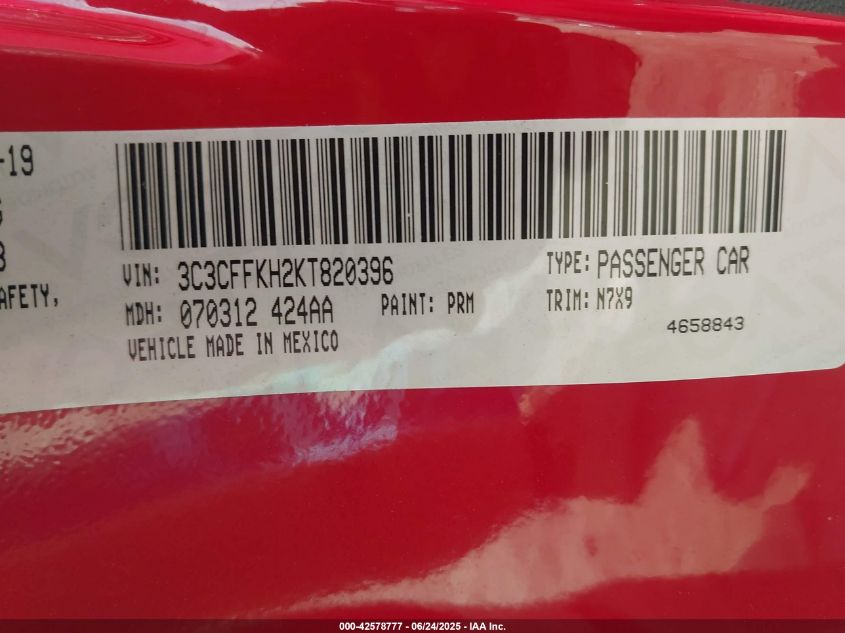 -19
VIN: 3C3CFFKH2KT820396
TYPE: PASSENGER CAR
AFETY,
MDH: 070312 424AA
PAINT: PRM
TRIM: N7X9
4658843
VEHICLE MADE IN MEXICO
000-42578777 - 06/24/2025 - IAA Inc.